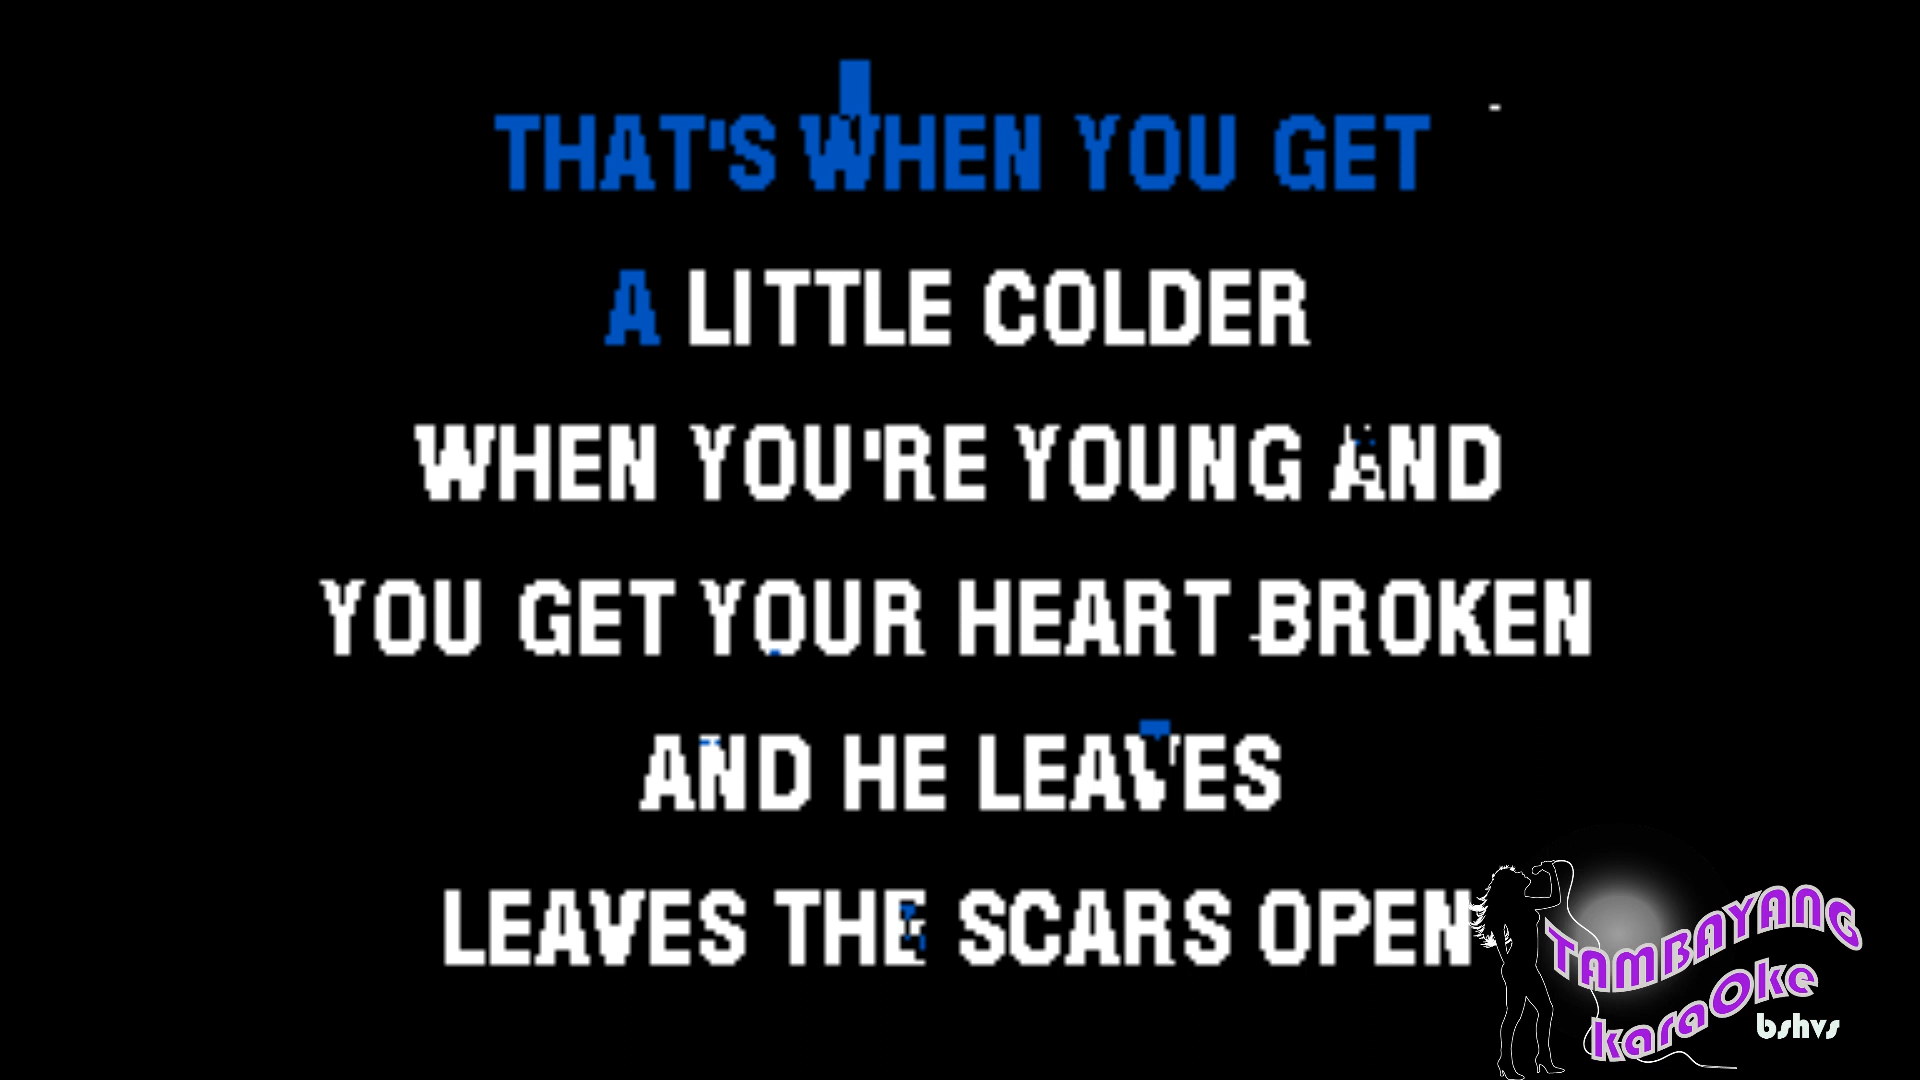 THAT'S WHEN YOU GET
A LITTLE COLDER
WHEN YOU'RE YOUNG AND
YOU GET YOUR HEART BROKEN
AND HE LEAVES
LEAVES THE SCARS OPEN
TAMBAYANG
karaOke
bshvs